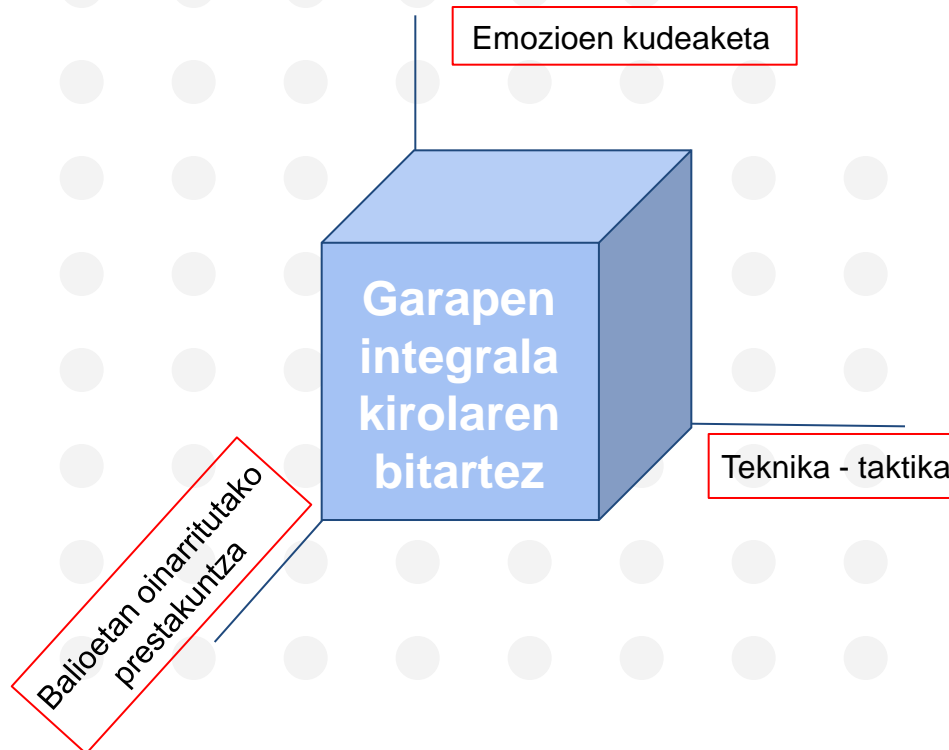 Emozioen kudeaketa
Garapen
integrala
kirolaren
bitartez
Teknika - taktika
Balioetan oinarritutako
prestakuntza